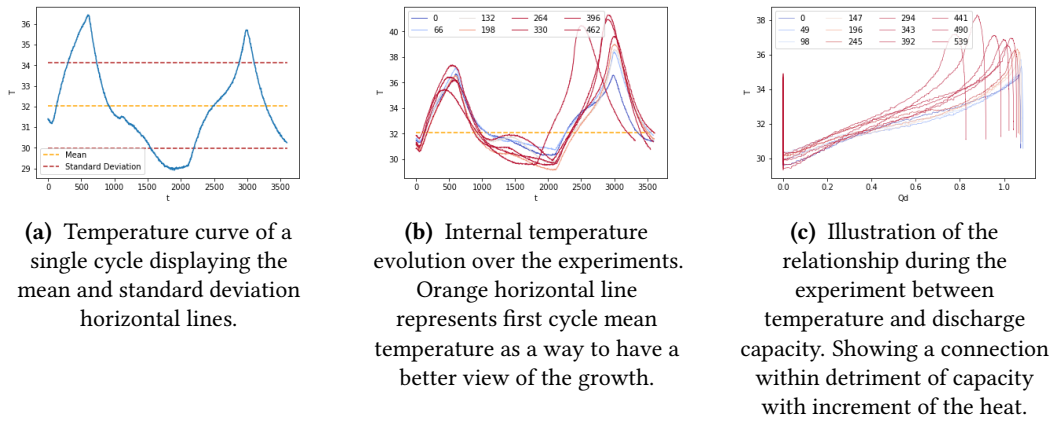 36
35
34
33
32
31
30
29
T
Mean
Standard Deviation
0 500 1000 1500 2000 2500 3000 3500
t
40
38
36
34
32
30
T
0 132 264 396
66 198 330 462
0 500 1000 1500 2000 2500 3000 3500
t
38
36
34
32
30
T
0 147 294 441
49 196 343 490
98 245 392 539
0.0 0.2 0.4 0.6 0.8 1.0
Qd
(a) Temperature curve of a
single cycle displaying the
mean and standard deviation
horizontal lines.
(b) Internal temperature
evolution over the experiments.
Orange horizontal line
represents first cycle mean
temperature as a way to have a
better view of the growth.
(c) Illustration of the
relationship during the
experiment between
temperature and discharge
capacity. Showing a connection
within detriment of capacity
with increment of the heat.